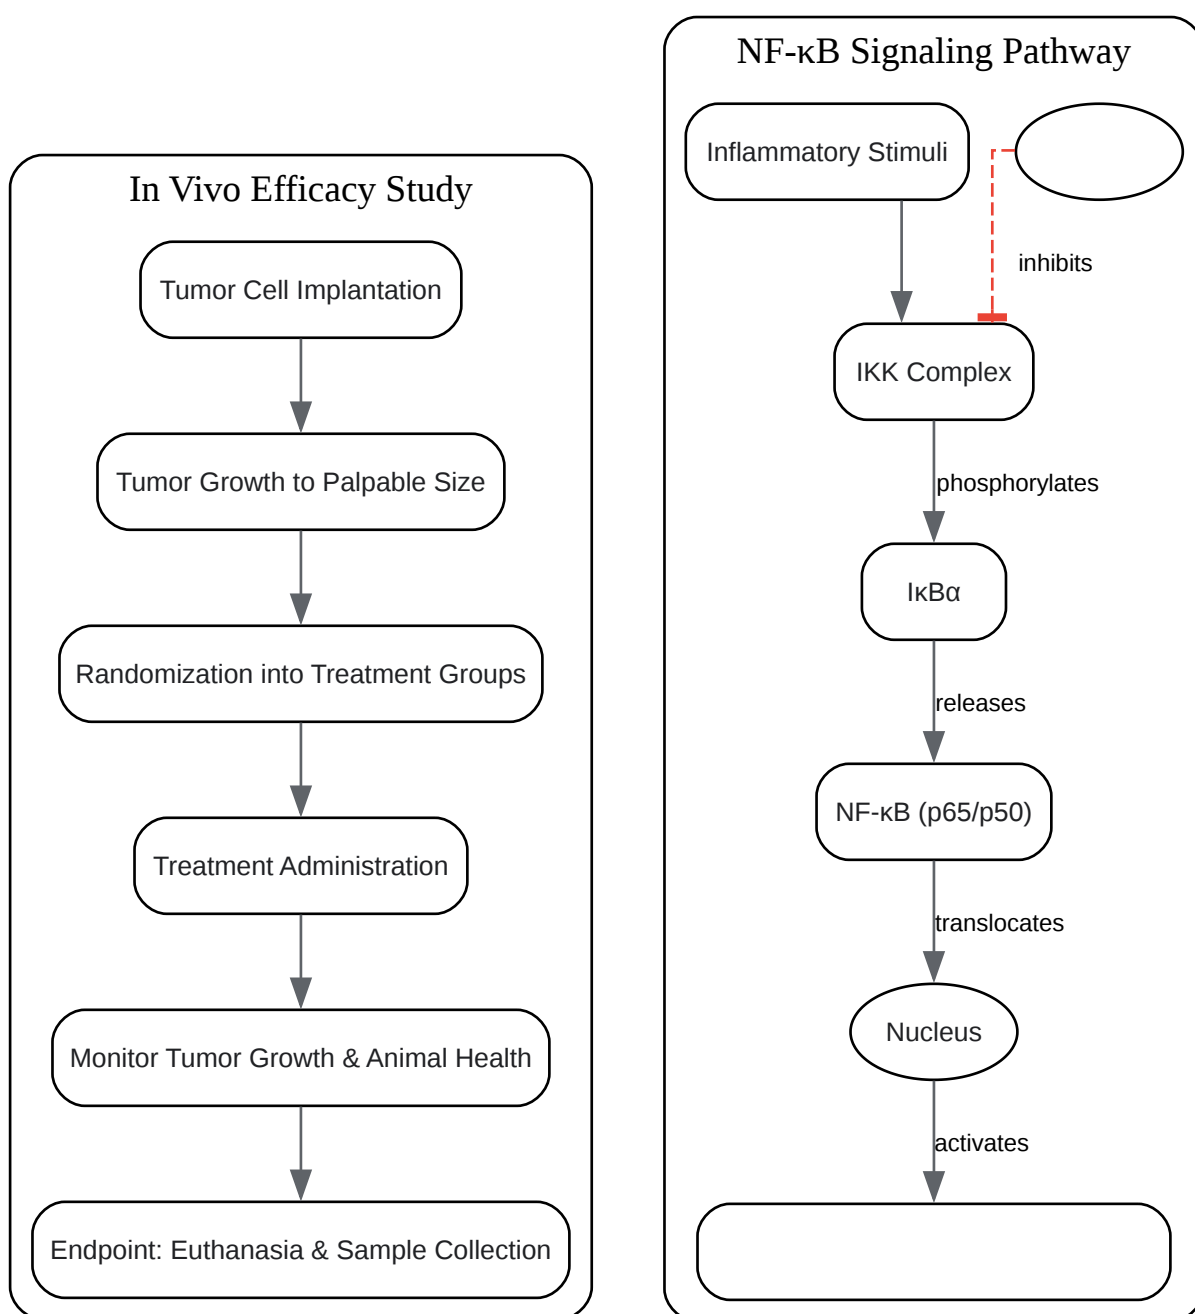 In Vivo Efficacy Study
Tumor Cell Implantation
Tumor Growth to Palpable Size
Randomization into Treatment Groups
Treatment Administration
Monitor Tumor Growth & Animal Health
Endpoint: Euthanasia & Sample Collection
NF-κB Signaling Pathway
Inflammatory Stimuli
inhibits
IKK Complex
phosphorylates
IκBα
releases
NF-κB (p65/p50)
translocates
Nucleus
activates